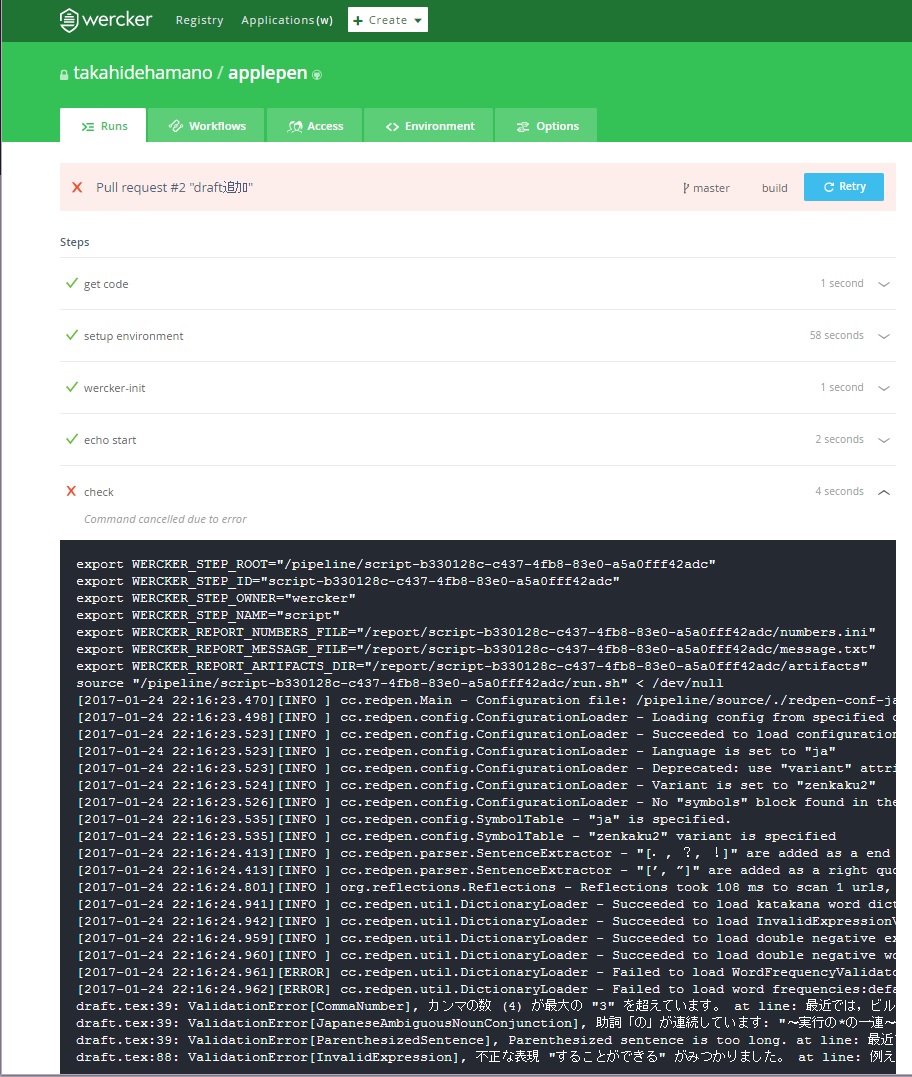 wercker Registry Applications(w) + Create
takahidehamano / applepen
Runs Workflows Access Environment Options
Pull request #2 "draft追加" master build Retry
Steps
get code 1 second
setup environment 58 seconds
wercker-init 1 second
echo start 2 seconds
check 4 seconds
Command cancelled due to error
export WERCKER_STEP_ROOT="/pipeline/script-b330128c-c437-4fb8-83e0-a5a0fff42adc"
export WERCKER_STEP_ID="script-b330128c-c437-4fb8-83e0-a5a0fff42adc"
export WERCKER_STEP_OWNER="wercker"
export WERCKER_STEP_NAME="script"
export WERCKER_REPORT_NUMBERS_FILE="/report/script-b330128c-c437-4fb8-83e0-a5a0fff42adc/numbers.ini"
export WERCKER_REPORT_MESSAGE_FILE="/report/script-b330128c-c437-4fb8-83e0-a5a0fff42adc/message.txt"
export WERCKER_REPORT_ARTIFACTS_DIR="/report/script-b330128c-c437-4fb8-83e0-a5a0fff42adc/artifacts"
source "/pipeline/script-b330128c-c437-4fb8-83e0-a5a0fff42adc/run.sh" < /dev/null
[2017-01-24 22:16:23.470][INFO ] cc.redpen.Main - Configuration file: /pipeline/source/./redpen-conf-ja
[2017-01-24 22:16:23.498][INFO ] cc.redpen.config.ConfigurationLoader - Loading config from specified c
[2017-01-24 22:16:23.523][INFO ] cc.redpen.config.ConfigurationLoader - Succeeded to load configuration
[2017-01-24 22:16:23.523][INFO ] cc.redpen.config.ConfigurationLoader - Language is set to "ja"
[2017-01-24 22:16:23.523][INFO ] cc.redpen.config.ConfigurationLoader - Deprecated: use "variant" attri
[2017-01-24 22:16:23.524][INFO ] cc.redpen.config.ConfigurationLoader - Variant is set to "zenkaku2"
[2017-01-24 22:16:23.526][INFO ] cc.redpen.config.ConfigurationLoader - No "symbols" block found in the
[2017-01-24 22:16:23.535][INFO ] cc.redpen.config.SymbolTable - "ja" is specified.
[2017-01-24 22:16:23.535][INFO ] cc.redpen.config.SymbolTable - "zenkaku2" variant is specified
[2017-01-24 22:16:24.413][INFO ] cc.redpen.parser.SentenceExtractor - "[．, ？, ！]" are added as a end
[2017-01-24 22:16:24.413][INFO ] cc.redpen.parser.SentenceExtractor - "[’, ”]" are added as a right quo
[2017-01-24 22:16:24.801][INFO ] org.reflections.Reflections - Reflections took 108 ms to scan 1 urls,
[2017-01-24 22:16:24.941][INFO ] cc.redpen.util.DictionaryLoader - Succeeded to load katakana word dict
[2017-01-24 22:16:24.942][INFO ] cc.redpen.util.DictionaryLoader - Succeeded to load InvalidExpressionV
[2017-01-24 22:16:24.959][INFO ] cc.redpen.util.DictionaryLoader - Succeeded to load double negative ex
[2017-01-24 22:16:24.960][INFO ] cc.redpen.util.DictionaryLoader - Succeeded to load double negative wo
[2017-01-24 22:16:24.961][ERROR] cc.redpen.util.DictionaryLoader - Failed to load WordFrequencyValidato
[2017-01-24 22:16:24.962][ERROR] cc.redpen.util.DictionaryLoader - Failed to load word frequencies:defa
draft.tex:39: ValidationError[CommaNumber], カンマの数 (4) が最大の "3" を超えています。 at line: 最近では，ビル
draft.tex:39: ValidationError[JapaneseAmbiguousNounConjunction], 助詞「の」が連続しています: "～実行の*の一連～
draft.tex:39: ValidationError[ParenthesizedSentence], Parenthesized sentence is too long. at line: 最近
draft.tex:88: ValidationError[InvalidExpression], 不正な表現 "することができる" がみつかりました。 at line: 例え